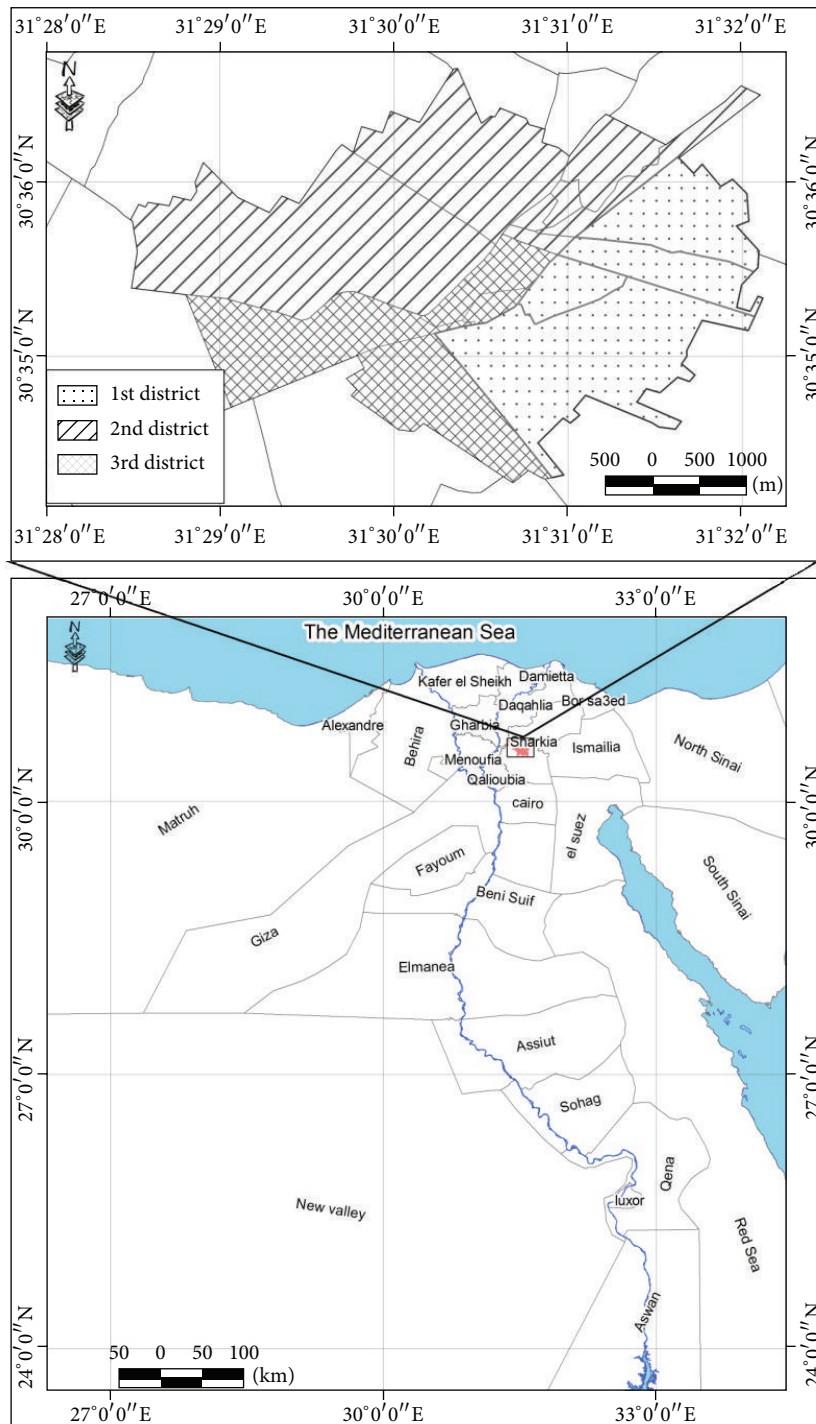 31°28′0″E 31°29′0″E 31°30′0″E 31°31′0″E 31°32′0″E
N
30°36′0″N 30°36′0″N
30°35′0″N 30°35′0″N
1st district
2nd district
3rd district
500 0 500 1000
(m)
31°28′0″E 31°29′0″E 31°30′0″E 31°31′0″E 31°32′0″E
27°0′0″E 30°0′0″E 33°0′0″E
The Mediterranean Sea
N
Kafer el Sheikh Damietta
Daqahlia Bor sa3ed
Alexandre Behira Gharbia Sharkia Ismailia North Sinai
Menoufia
Qalioubia
30°0′0″N cairo 30°0′0″N
Matruh el suez
Fayoum South Sinai
Beni Suif
Giza
Elmanea
Assiut
27°0′0″N 27°0′0″N
Sohag
Qena
New valley luxor
Red Sea
Aswan
24°0′0″N 24°0′0″N
50 0 50 100
(km)
27°0′0″E 30°0′0″E 33°0′0″E